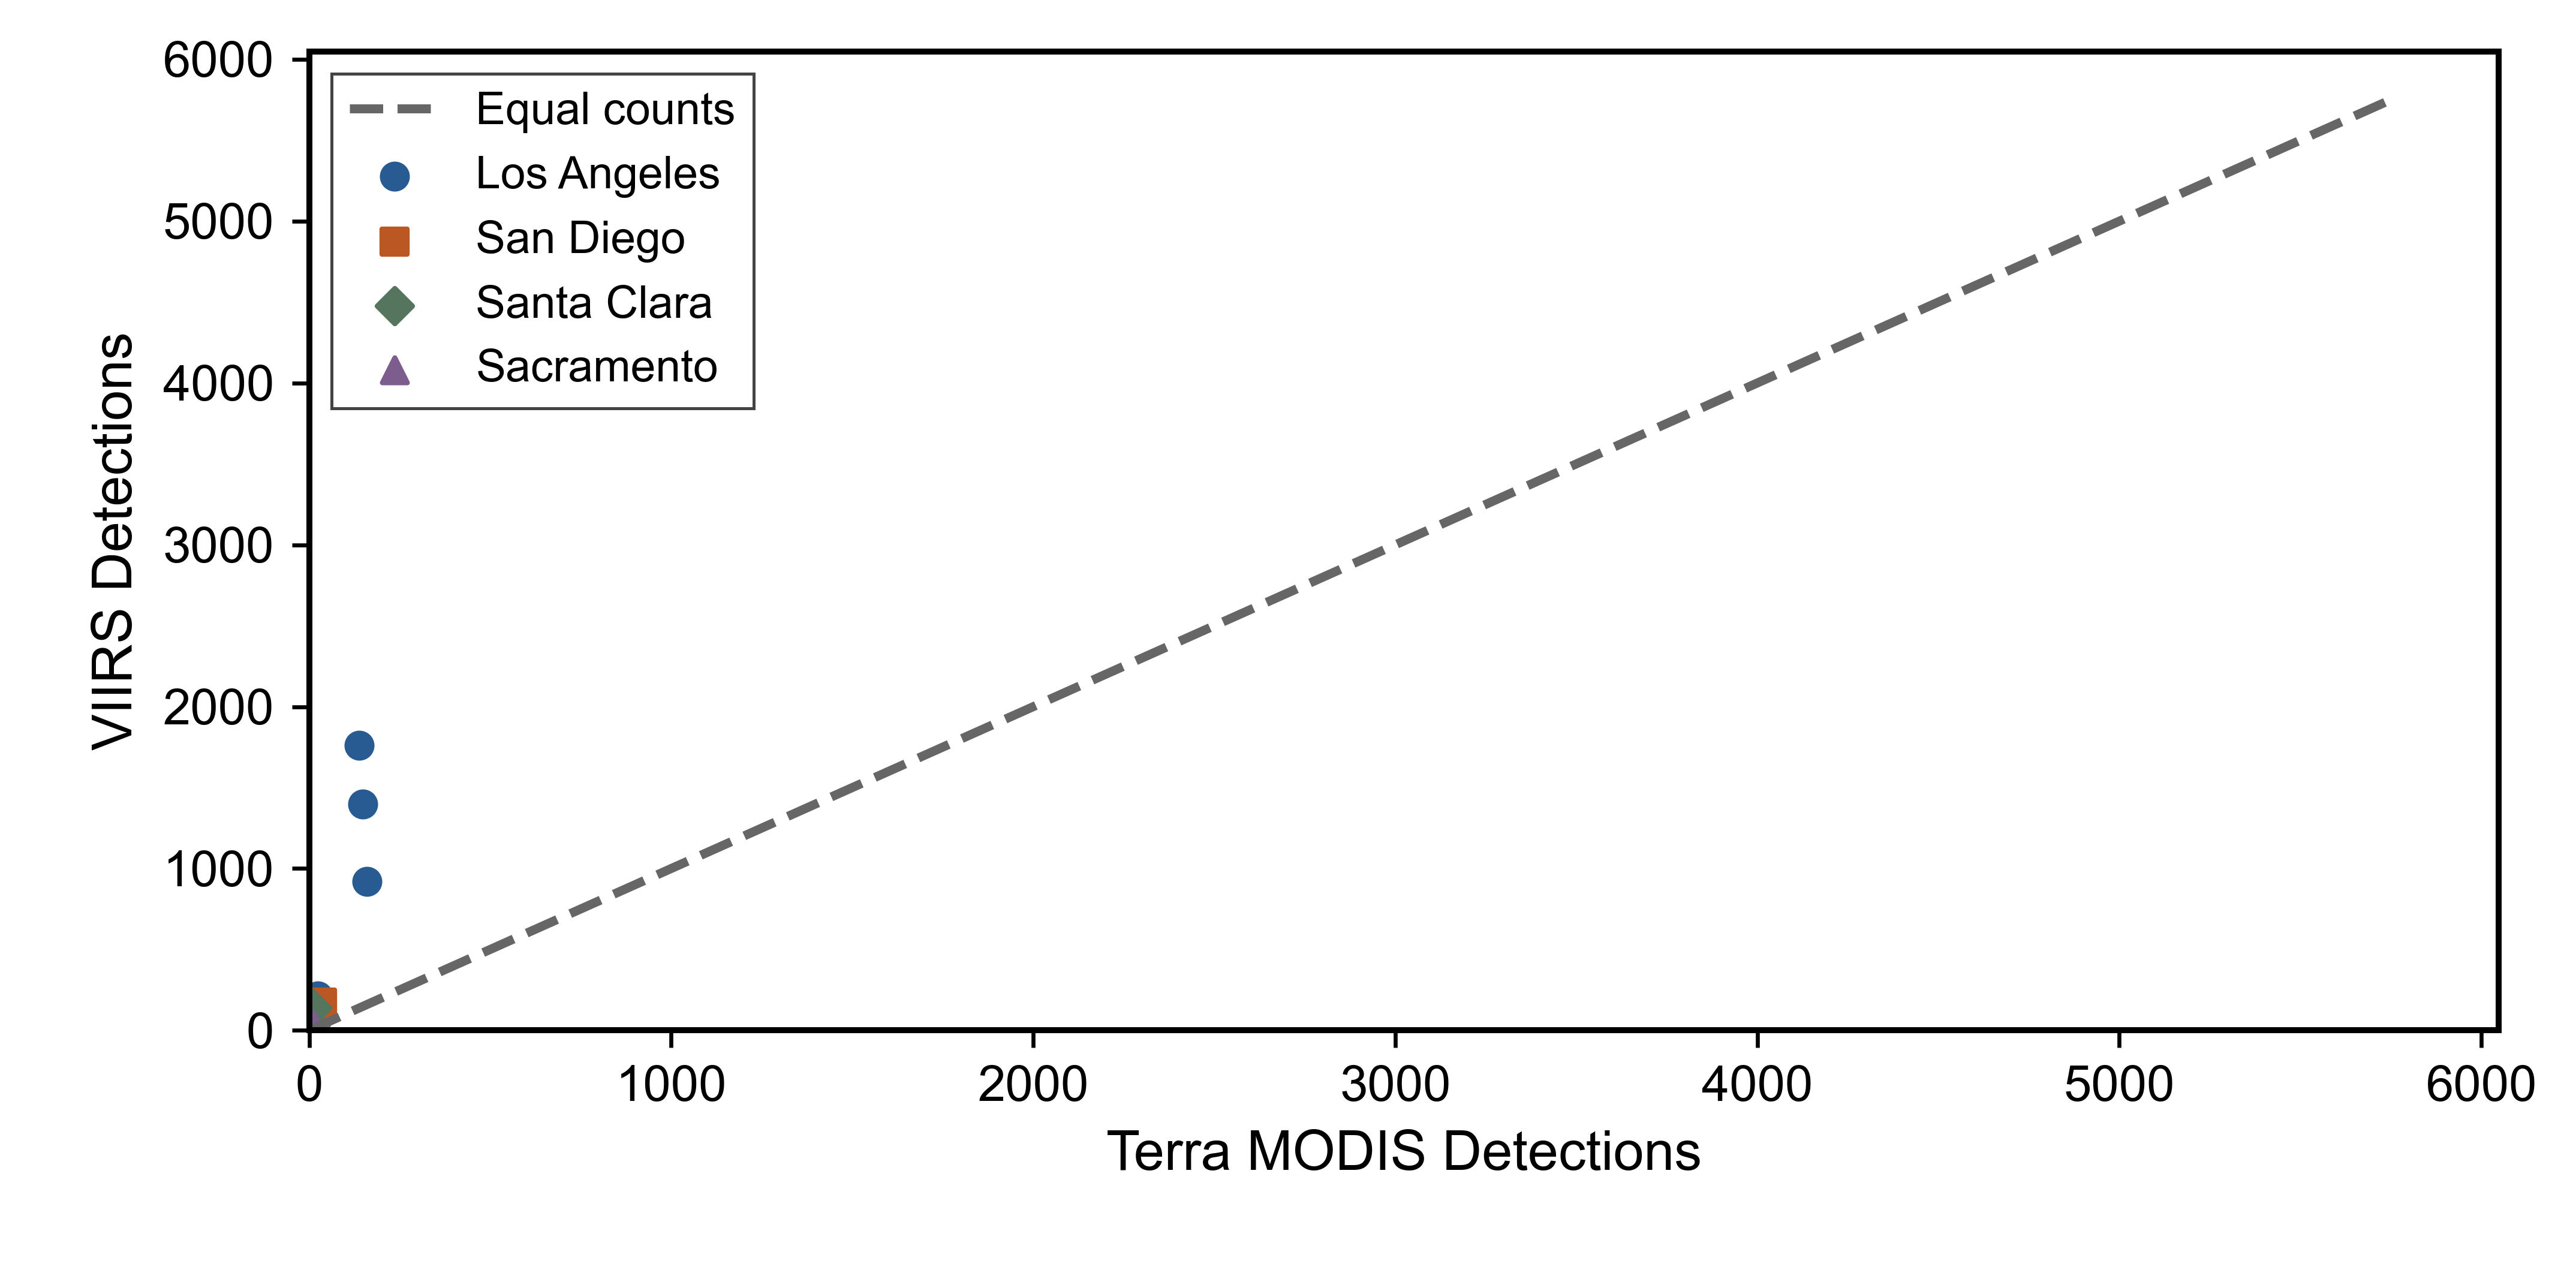 6000
5000
4000
3000
2000
1000
0
VIIRS Detections
Equal counts
Los Angeles
San Diego
Santa Clara
Sacramento
0 1000 2000 3000 4000 5000 6000
Terra MODIS Detections